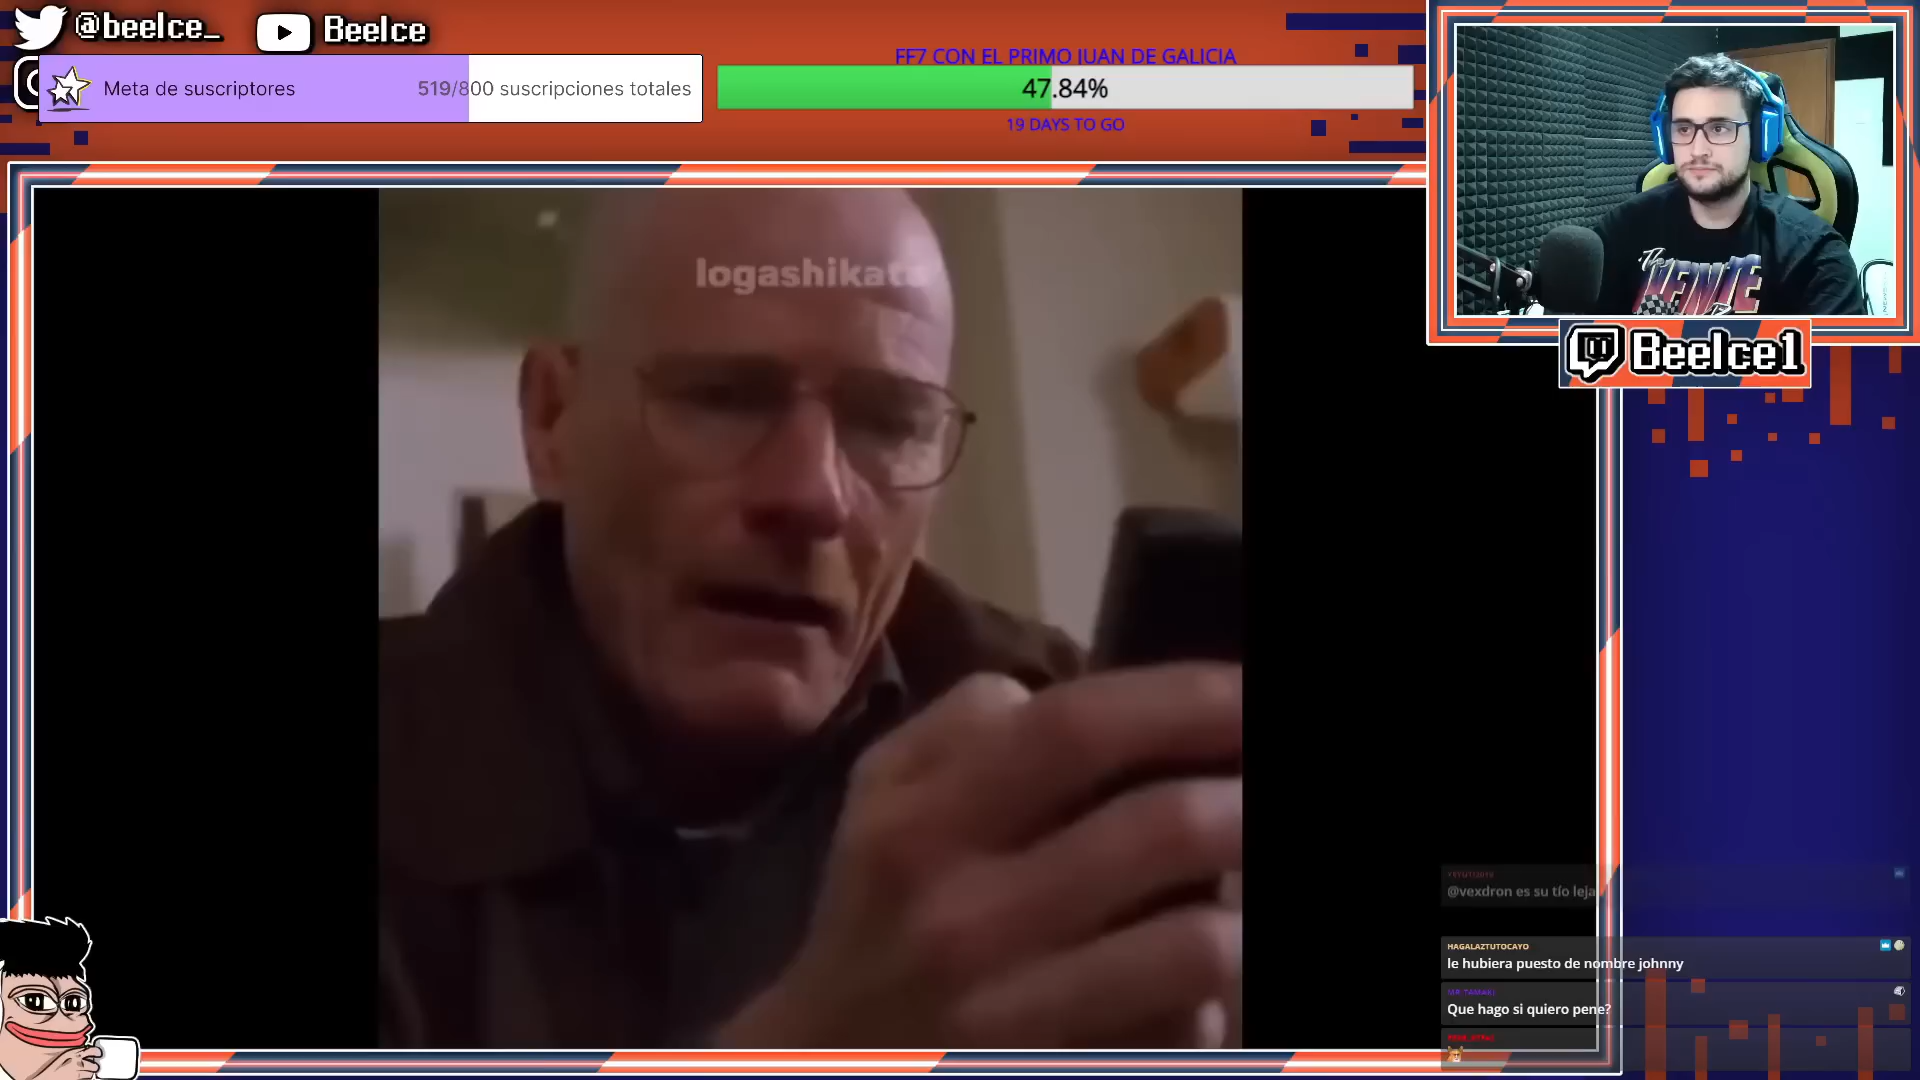 @beelce_
Beelce
Meta de suscriptores
519/800 suscripciones totales
FF7 CON EL PRIMO JUAN DE GALICIA
47.84%
19 DAYS TO GO
logashikat
The
Beelce1
@vexdron es su tío leja
HAGALAZTUTOCAYO
le hubiera puesto de nombre johnny
Que hago si quiero pene?